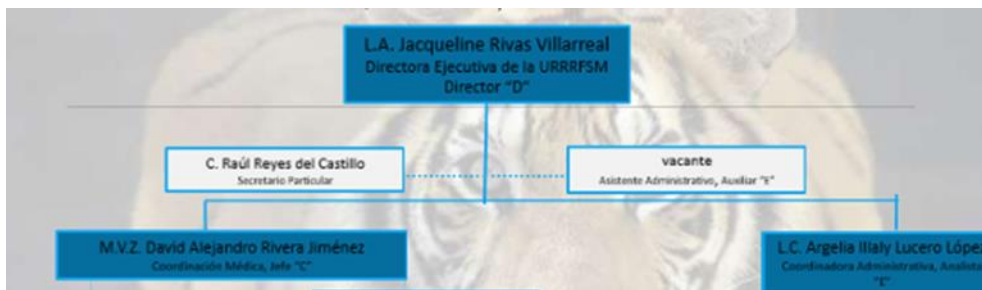 L.A. Jacqueline Rivas Villarreal
Directora Ejecutiva de la URRRFSM
Director "D"
C. Raúl Reyes del Castillo
Secretario Particular
vacante
Asistente Administrativo, Auxiliar "E"
M.V.Z. David Alejandro Rivera Jiménez
Coordinación Médica, Jefe "C"
L.C. Argelia Illaly Lucero López
Coordinadora Administrativa, Analista
"E"